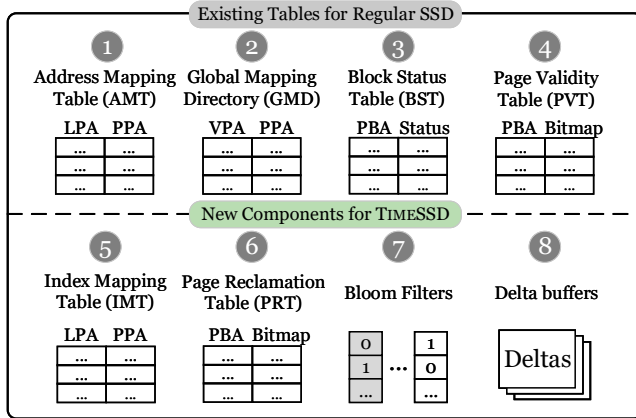 Existing Tables for Regular SSD
1 2 3 4
Address Mapping Global Mapping Block Status Page Validity
Table (AMT) Directory (GMD) Table (BST) Table (PVT)
LPA PPA VPA PPA PBA Status PBA Bitmap
... ... ... ... ... ... ... ...
... ... ... ... ... ... ... ...
... ... ... ... ... ... ... ...
New Components for TIMESSD
5 6 7 8
Index Mapping Page Reclamation Bloom Filters Delta buffers
Table (IMT) Table (PRT)
LPA PPA PBA Bitmap
... ... ... ... 0 1
... ... ... ... 1 ... 0 Deltas
... ... ... ... ... ...